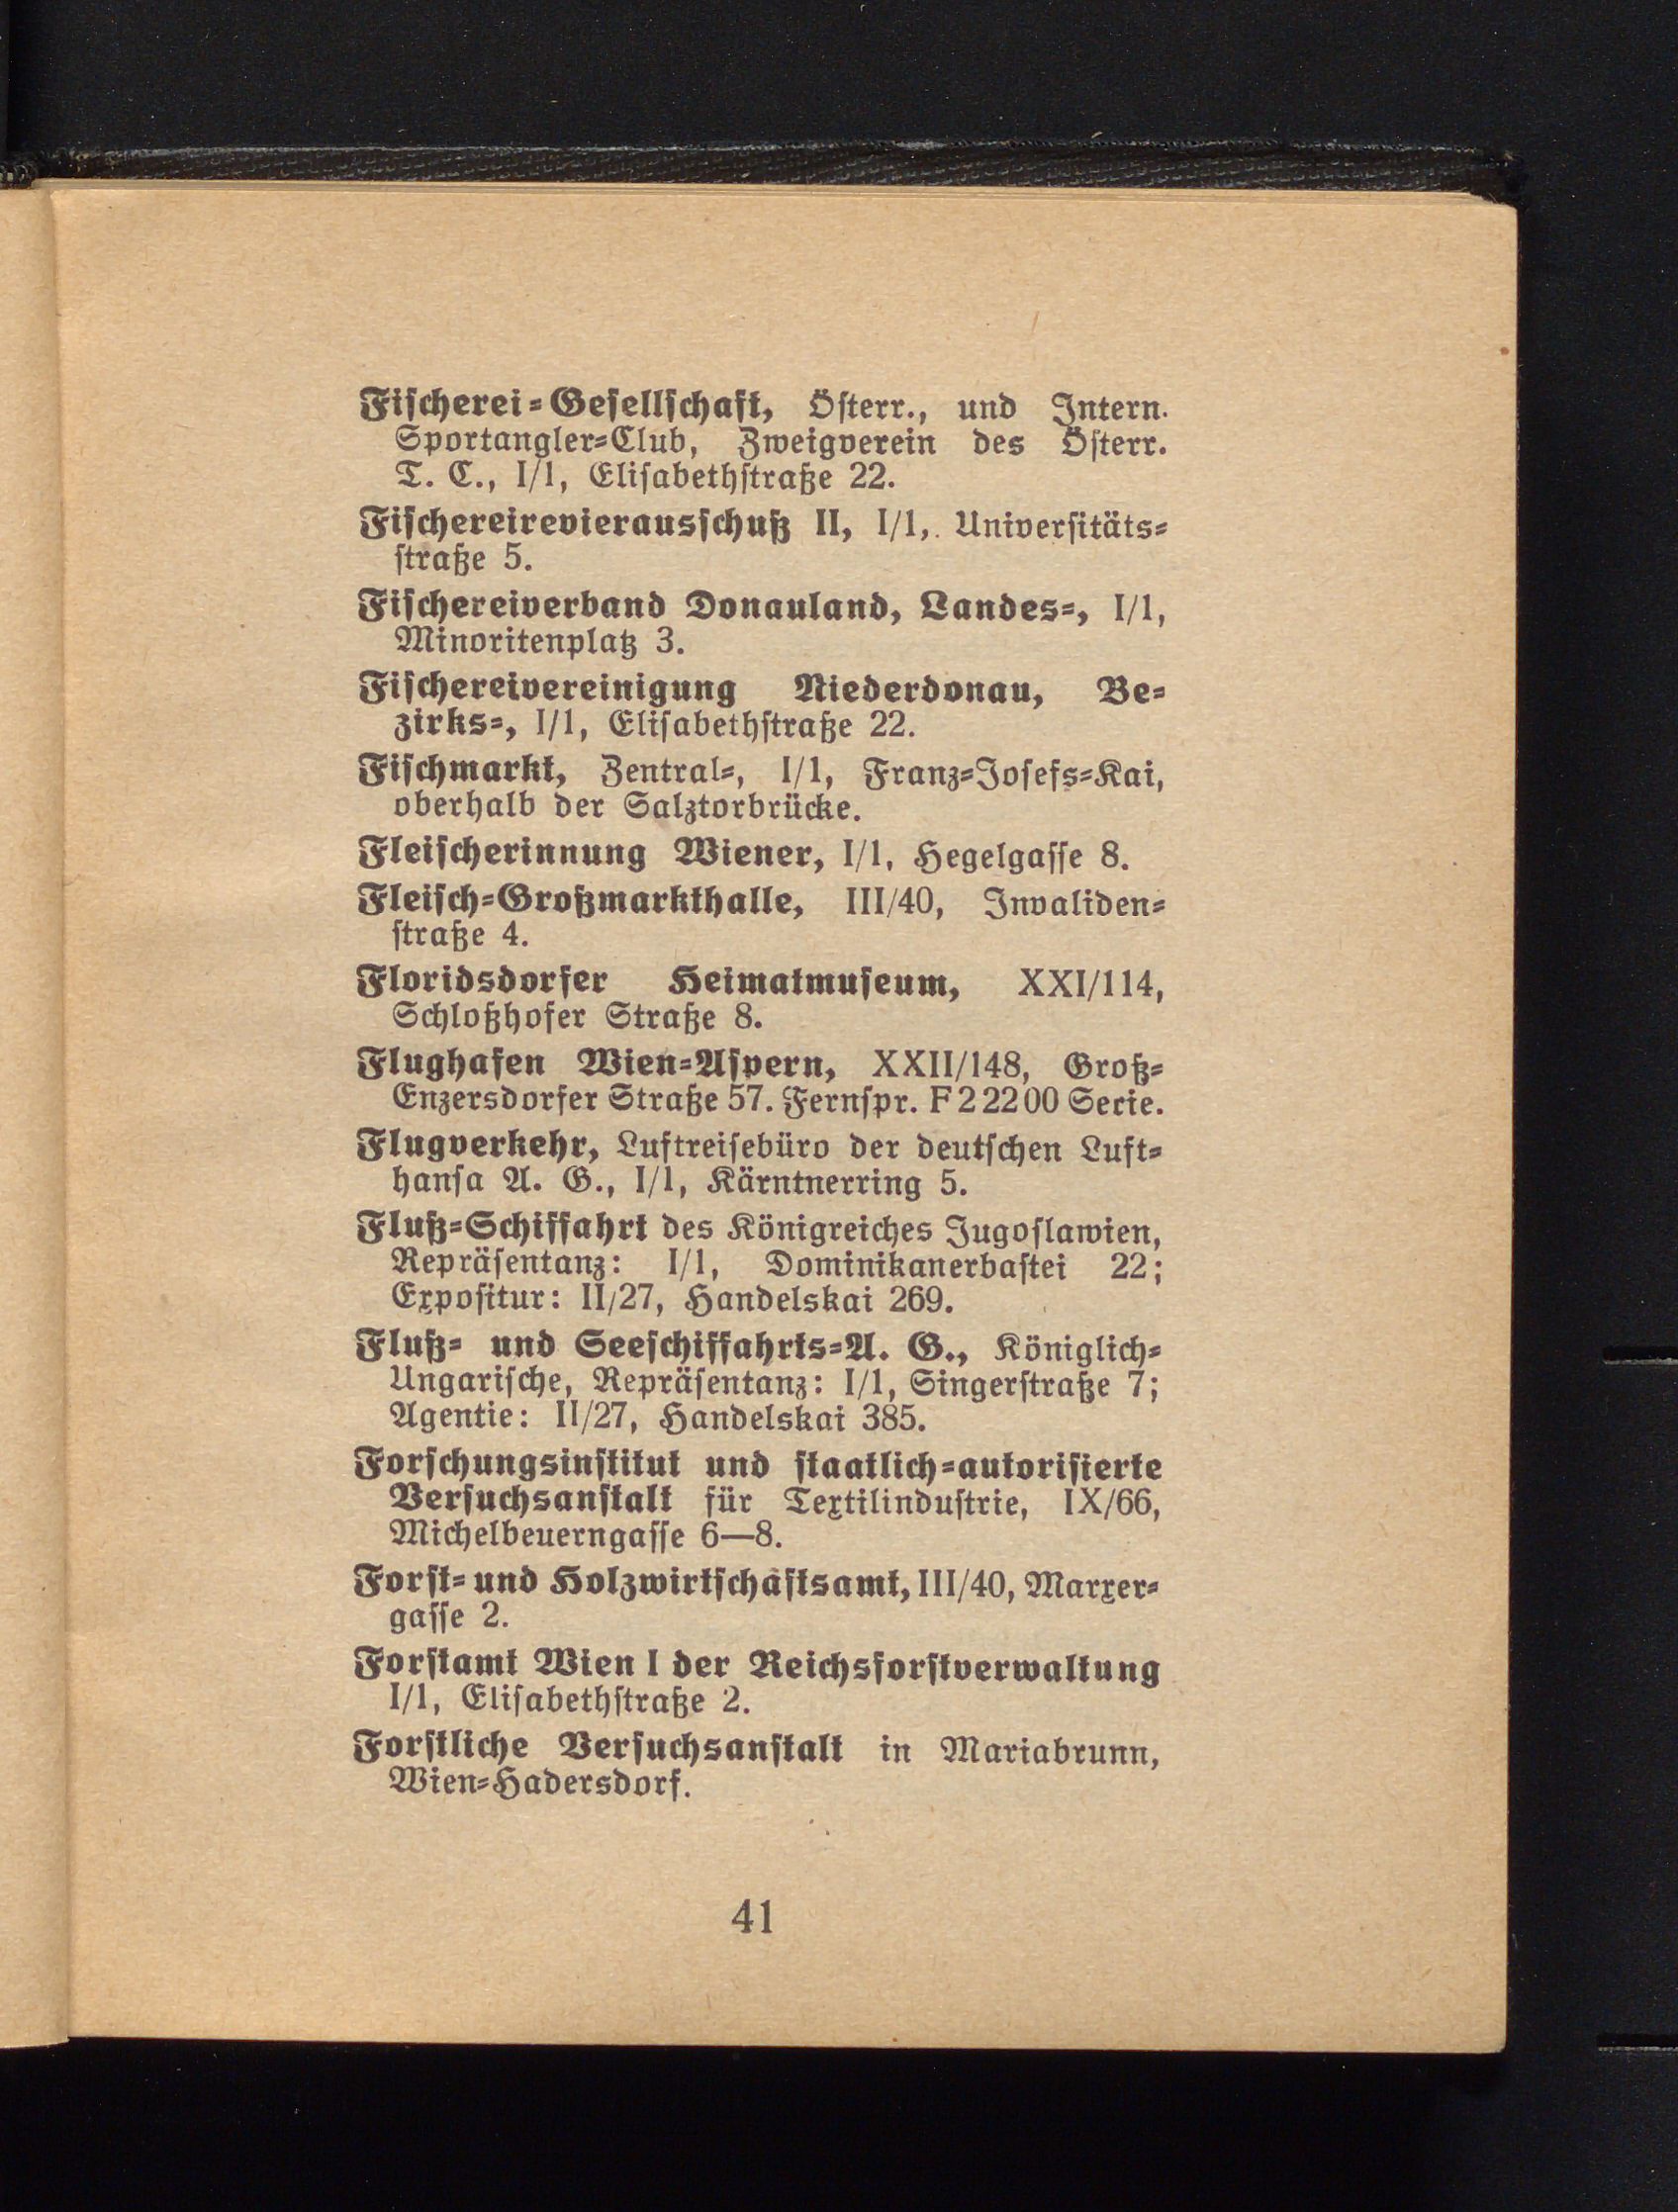 Fischerei-Gesellschaft, Österr., und Intern.
Sportangler-Club, Zweigverein des Österr.
T. C., I/1, Elisabethstraße 22.
Fischereirevierausschuß II, I/1, Universitäts-
straße 5.
Fischereiverband Donauland, Landes-, I/1,
Minoritenplatz 3.
Fischereivereinigung Niederdonau, Be-
zirks-, I/1, Elisabethstraße 22.
Fischmarkt, Zentral-, I/1, Franz-Josefs-Kai,
oberhalb der Salztorbrücke.
Fleischerinnung Wiener, I/1, Hegelgasse 8.
Fleisch-Großmarkthalle, III/40, Invaliden-
straße 4.
Floridsdorfer Heimatmuseum, XXI/114,
Schloßhofer Straße 8.
Flughafen Wien-Aspern, XXII/148, Groß-
Enzersdorfer Straße 57. Fernspr. F 2 22 00 Serie.
Flugverkehr, Luftreisebüro der deutschen Luft-
hansa A. G., I/1, Kärntnerring 5.
Fluß-Schiffahrt des Königreiches Jugoslawien,
Repräsentanz: I/1, Dominikanerbastei 22;
Expositur: II/27, Handelskai 269.
Fluß- und Seeschiffahrts-A. G., Königlich-
Ungarische, Repräsentanz: I/1, Singerstraße 7;
Agentie: II/27, Handelskai 385.
Forschungsinstitut und staatlich-autorisierte
Versuchsanstalt für Textilindustrie, IX/66,
Michelbeuerngasse 6—8.
Forst- und Holzwirtschaftsamt, III/40, Marxer-
gasse 2.
Forstamt Wien I der Reichsforstverwaltung
I/1, Elisabethstraße 2.
Forstliche Versuchsanstalt in Mariabrunn,
Wien-Hadersdorf.
41